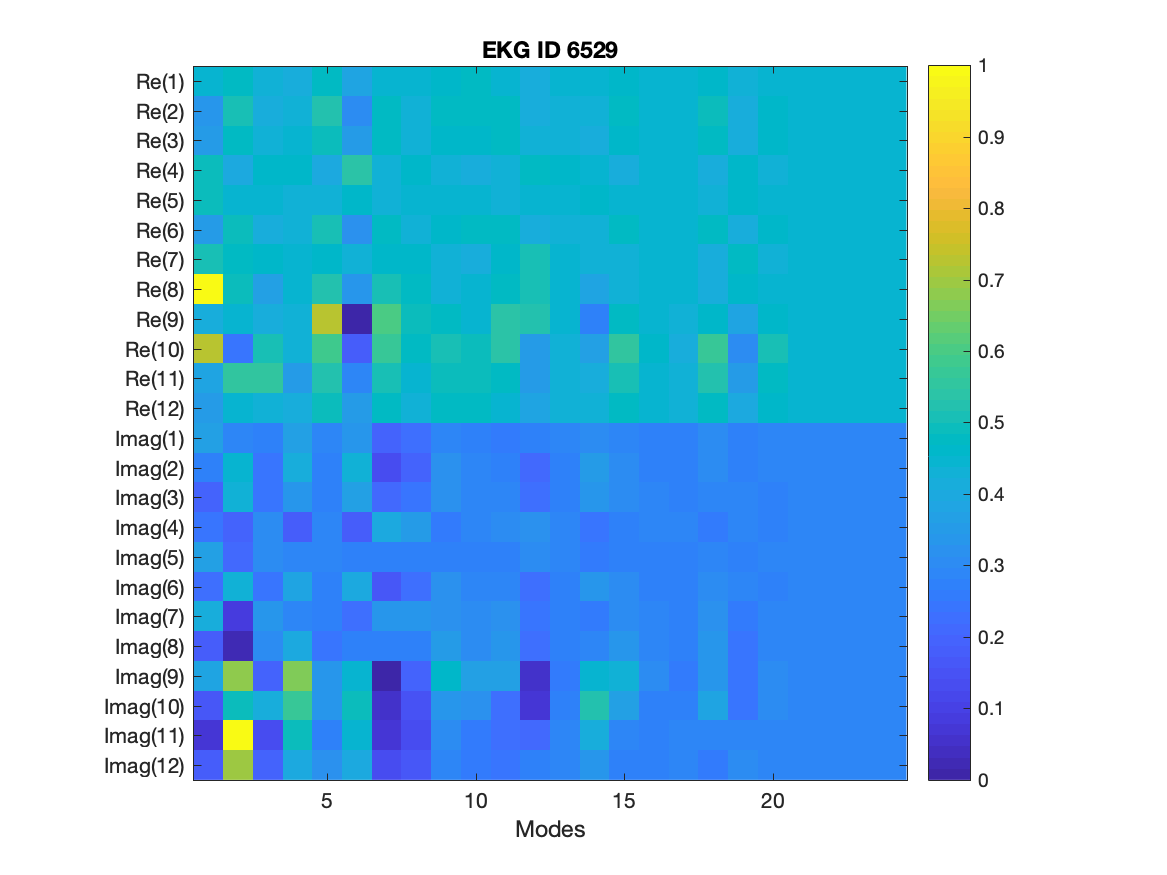 EKG ID 6529
Re(1)
Re(2)
Re(3)
Re(4)
Re(5)
Re(6)
Re(7)
Re(8)
Re(9)
Re(10)
Re(11)
Re(12)
Imag(1)
Imag(2)
Imag(3)
Imag(4)
Imag(5)
Imag(6)
Imag(7)
Imag(8)
Imag(9)
Imag(10)
Imag(11)
Imag(12)
5 10 15 20
Modes
1
0.9
0.8
0.7
0.6
0.5
0.4
0.3
0.2
0.1
0